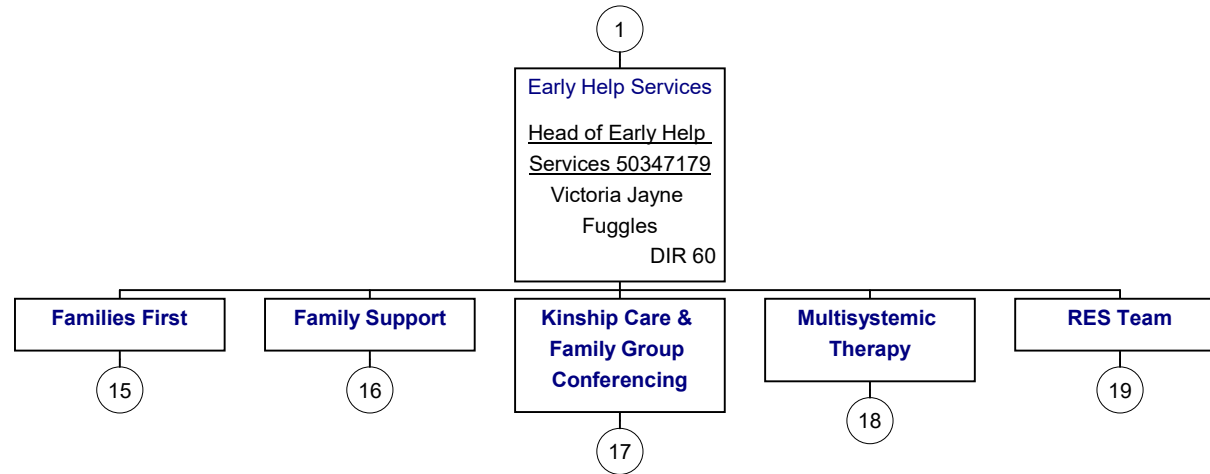 1
Early Help Services
Head of Early Help
Services 50347179
Victoria Jayne
Fuggles
DIR 60
Families First
15
Family Support
16
Kinship Care &
Family Group
Conferencing
17
Multisystemic
Therapy
18
RES Team
19